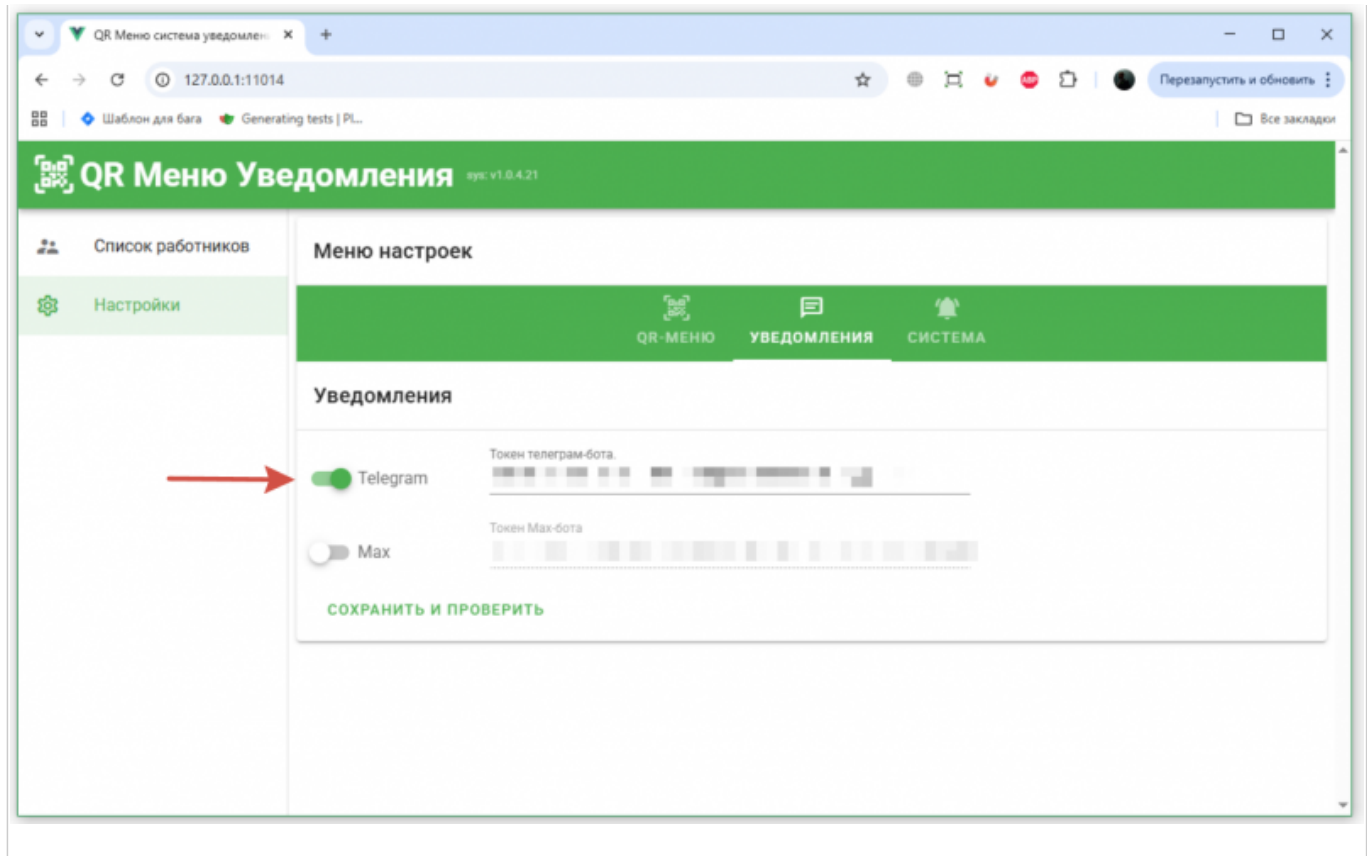 QR Меню система уведомлен
127.0.0.1:11014
ABP
Перезапустить и обновить
Шаблон для бага
Generating tests | Pl...
Все закладки
QR Меню Уведомления sys: v1.0.4.21
Список работников
Настройки
Меню настроек
QR-МЕНЮ
УВЕДОМЛЕНИЯ
СИСТЕМА
Уведомления
Telegram
Токен телеграм-бота.
Max
Токен Max-бота
СОХРАНИТЬ И ПРОВЕРИТЬ